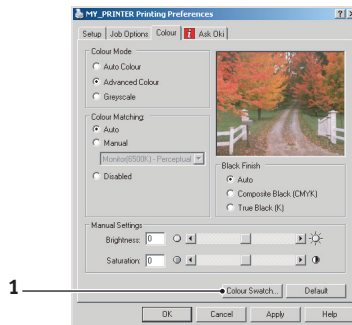 MY_PRINTER Printing Preferences
Setup Job Options Colour Ask Oki
Colour Mode
Auto Colour
Advanced Colour
Greyscale
Colour Matching:
Auto
Manual
Monitor(6500K) - Perceptual
Disabled
Black Finish
Auto
Composite Black (CMYK)
True Black (K)
Manual Settings
Brightness: 0
Saturation: 0
1
Colour Swatch... Default
OK Cancel Apply Help